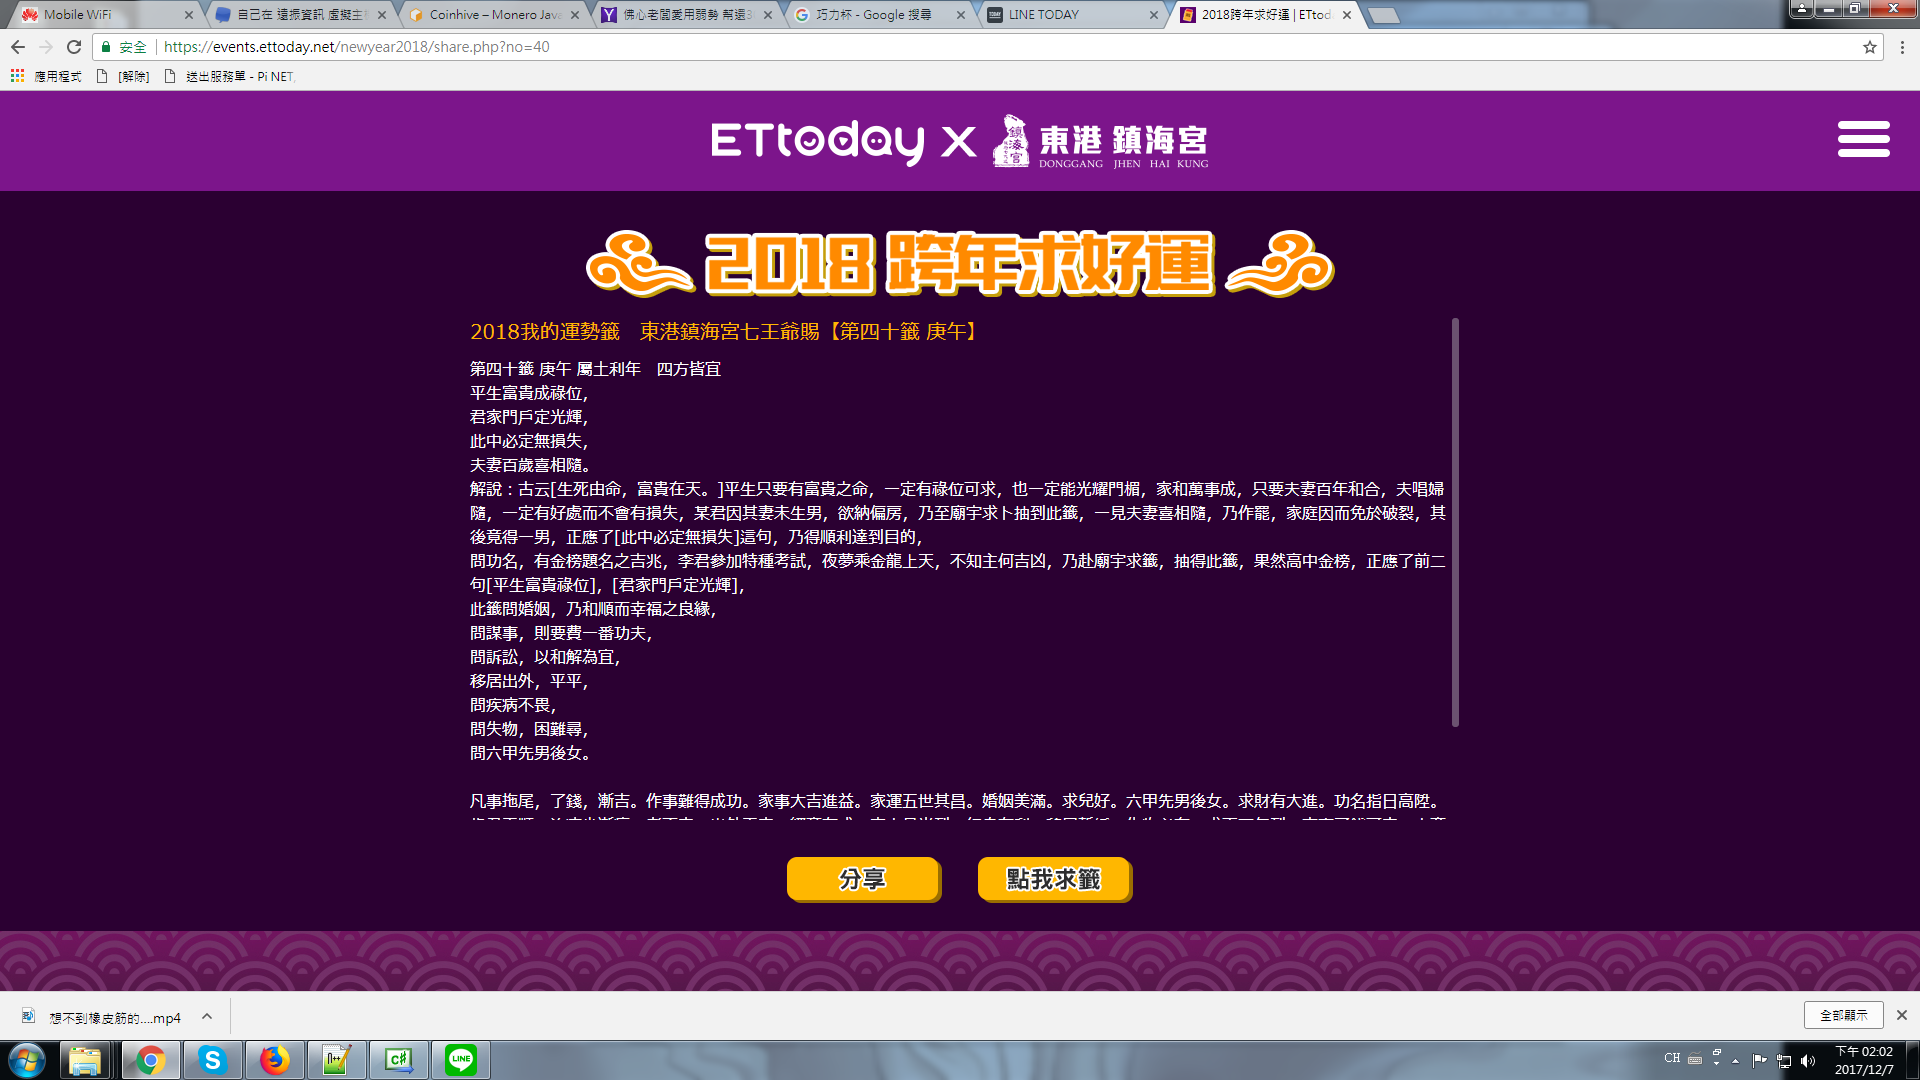 Mobile WiFi
自己在 遠振資訊 虛擬主
Coinhive – Monero Java
佛心老闆愛用弱勢 幫還3
巧力杯 - Google 搜尋
LINE TODAY
2018跨年求好運 | ETtod
安全
https://events.ettoday.net/newyear2018/share.php?no=40
應用程式
[解除]
送出服務單 - Pi NET,
ETtoday X 鎮海宮 東港 鎮海宮
DONGGANG JHEN HAI KUNG
2018 跨年求好運
2018我的運勢籤　東港鎮海宮七王爺賜【第四十籤 庚午】
第四十籤 庚午 屬土利年　四方皆宜
平生富貴成祿位，
君家門戶定光輝，
此中必定無損失，
夫妻百歲喜相隨。
解說：古云[生死由命，富貴在天。]平生只要有富貴之命，一定有祿位可求，也一定能光耀門楣，家和萬事成，只要夫妻百年和合，夫唱婦
隨，一定有好處而不會有損失，某君因其妻未生男，欲納偏房，乃至廟宇求卜抽到此籤，一見夫妻喜相隨，乃作罷，家庭因而免於破裂，其
後竟得一男，正應了[此中必定無損失]這句，乃得順利達到目的，
問功名，有金榜題名之吉兆，李君參加特種考試，夜夢乘金龍上天，不知主何吉凶，乃赴廟宇求籤，抽得此籤，果然高中金榜，正應了前二
句[平生富貴祿位]，[君家門戶定光輝]，
此籤問婚姻，乃和順而幸福之良緣，
問謀事，則要費一番功夫，
問訴訟，以和解為宜，
移居出外，平平，
問疾病不畏，
問失物，困難尋，
問六甲先男後女。
凡事拖尾，了錢，漸吉。作事難得成功。家事大吉進益。家運五世其昌。婚姻美滿。求兒好。六甲先男後女。求財有大進。功名指日高陞。
分享
點我求籤
想不到橡皮筋的....mp4
全部顯示
CH
下午 02:02
2017/12/7